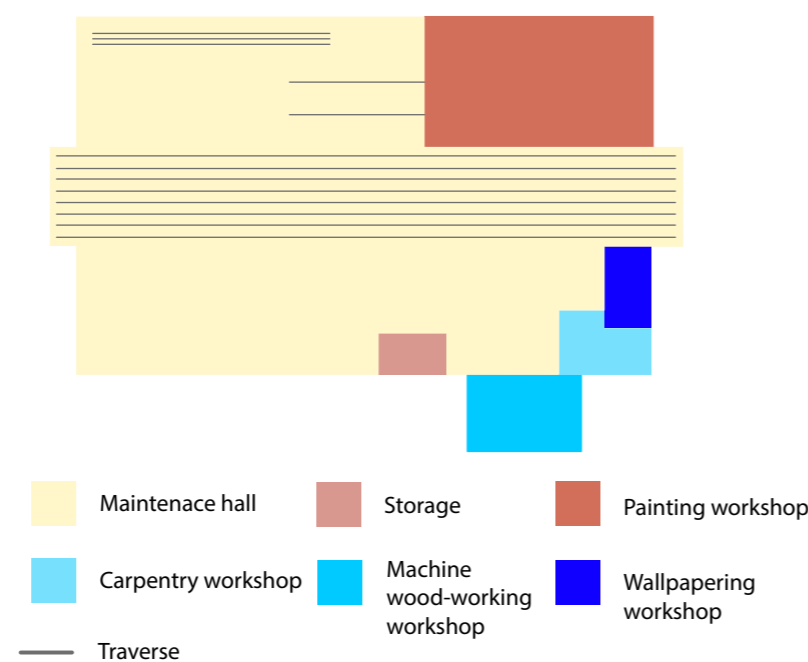 Maintenace hall
Storage
Painting workshop
Carpentry workshop
Machine
wood-working
workshop
Wallpapering
workshop
Traverse